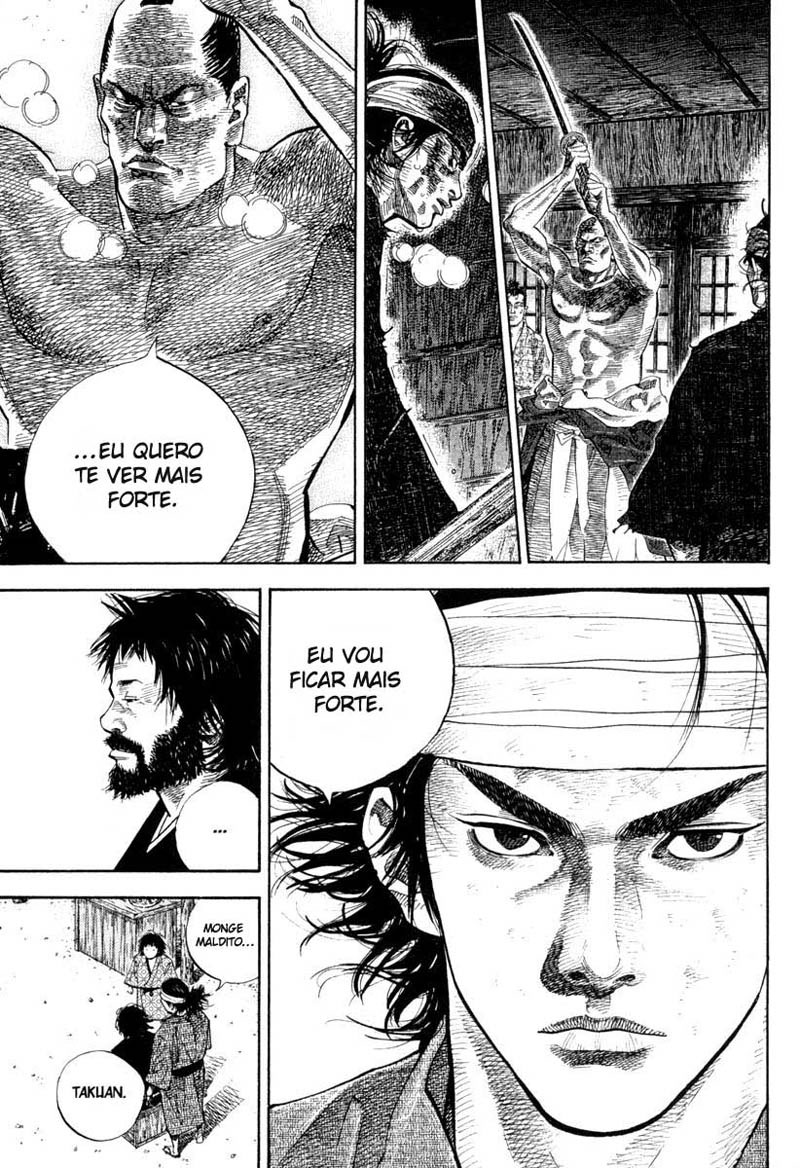 ...EU QUERO
TE VER MAIS
FORTE.
EU VOU
FICAR MAIS
FORTE.
...
MONGE
MALDITO...
TAKUAN.